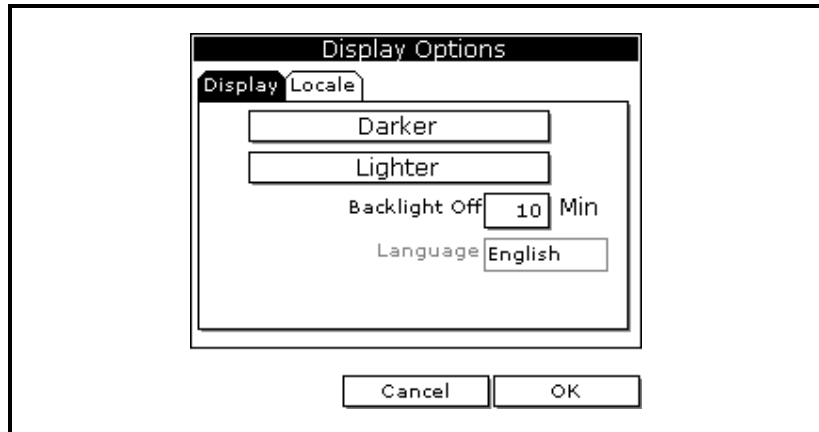 Display Options
Display Locale
Darker
Lighter
Backlight Off 10 Min
Language English
Cancel OK